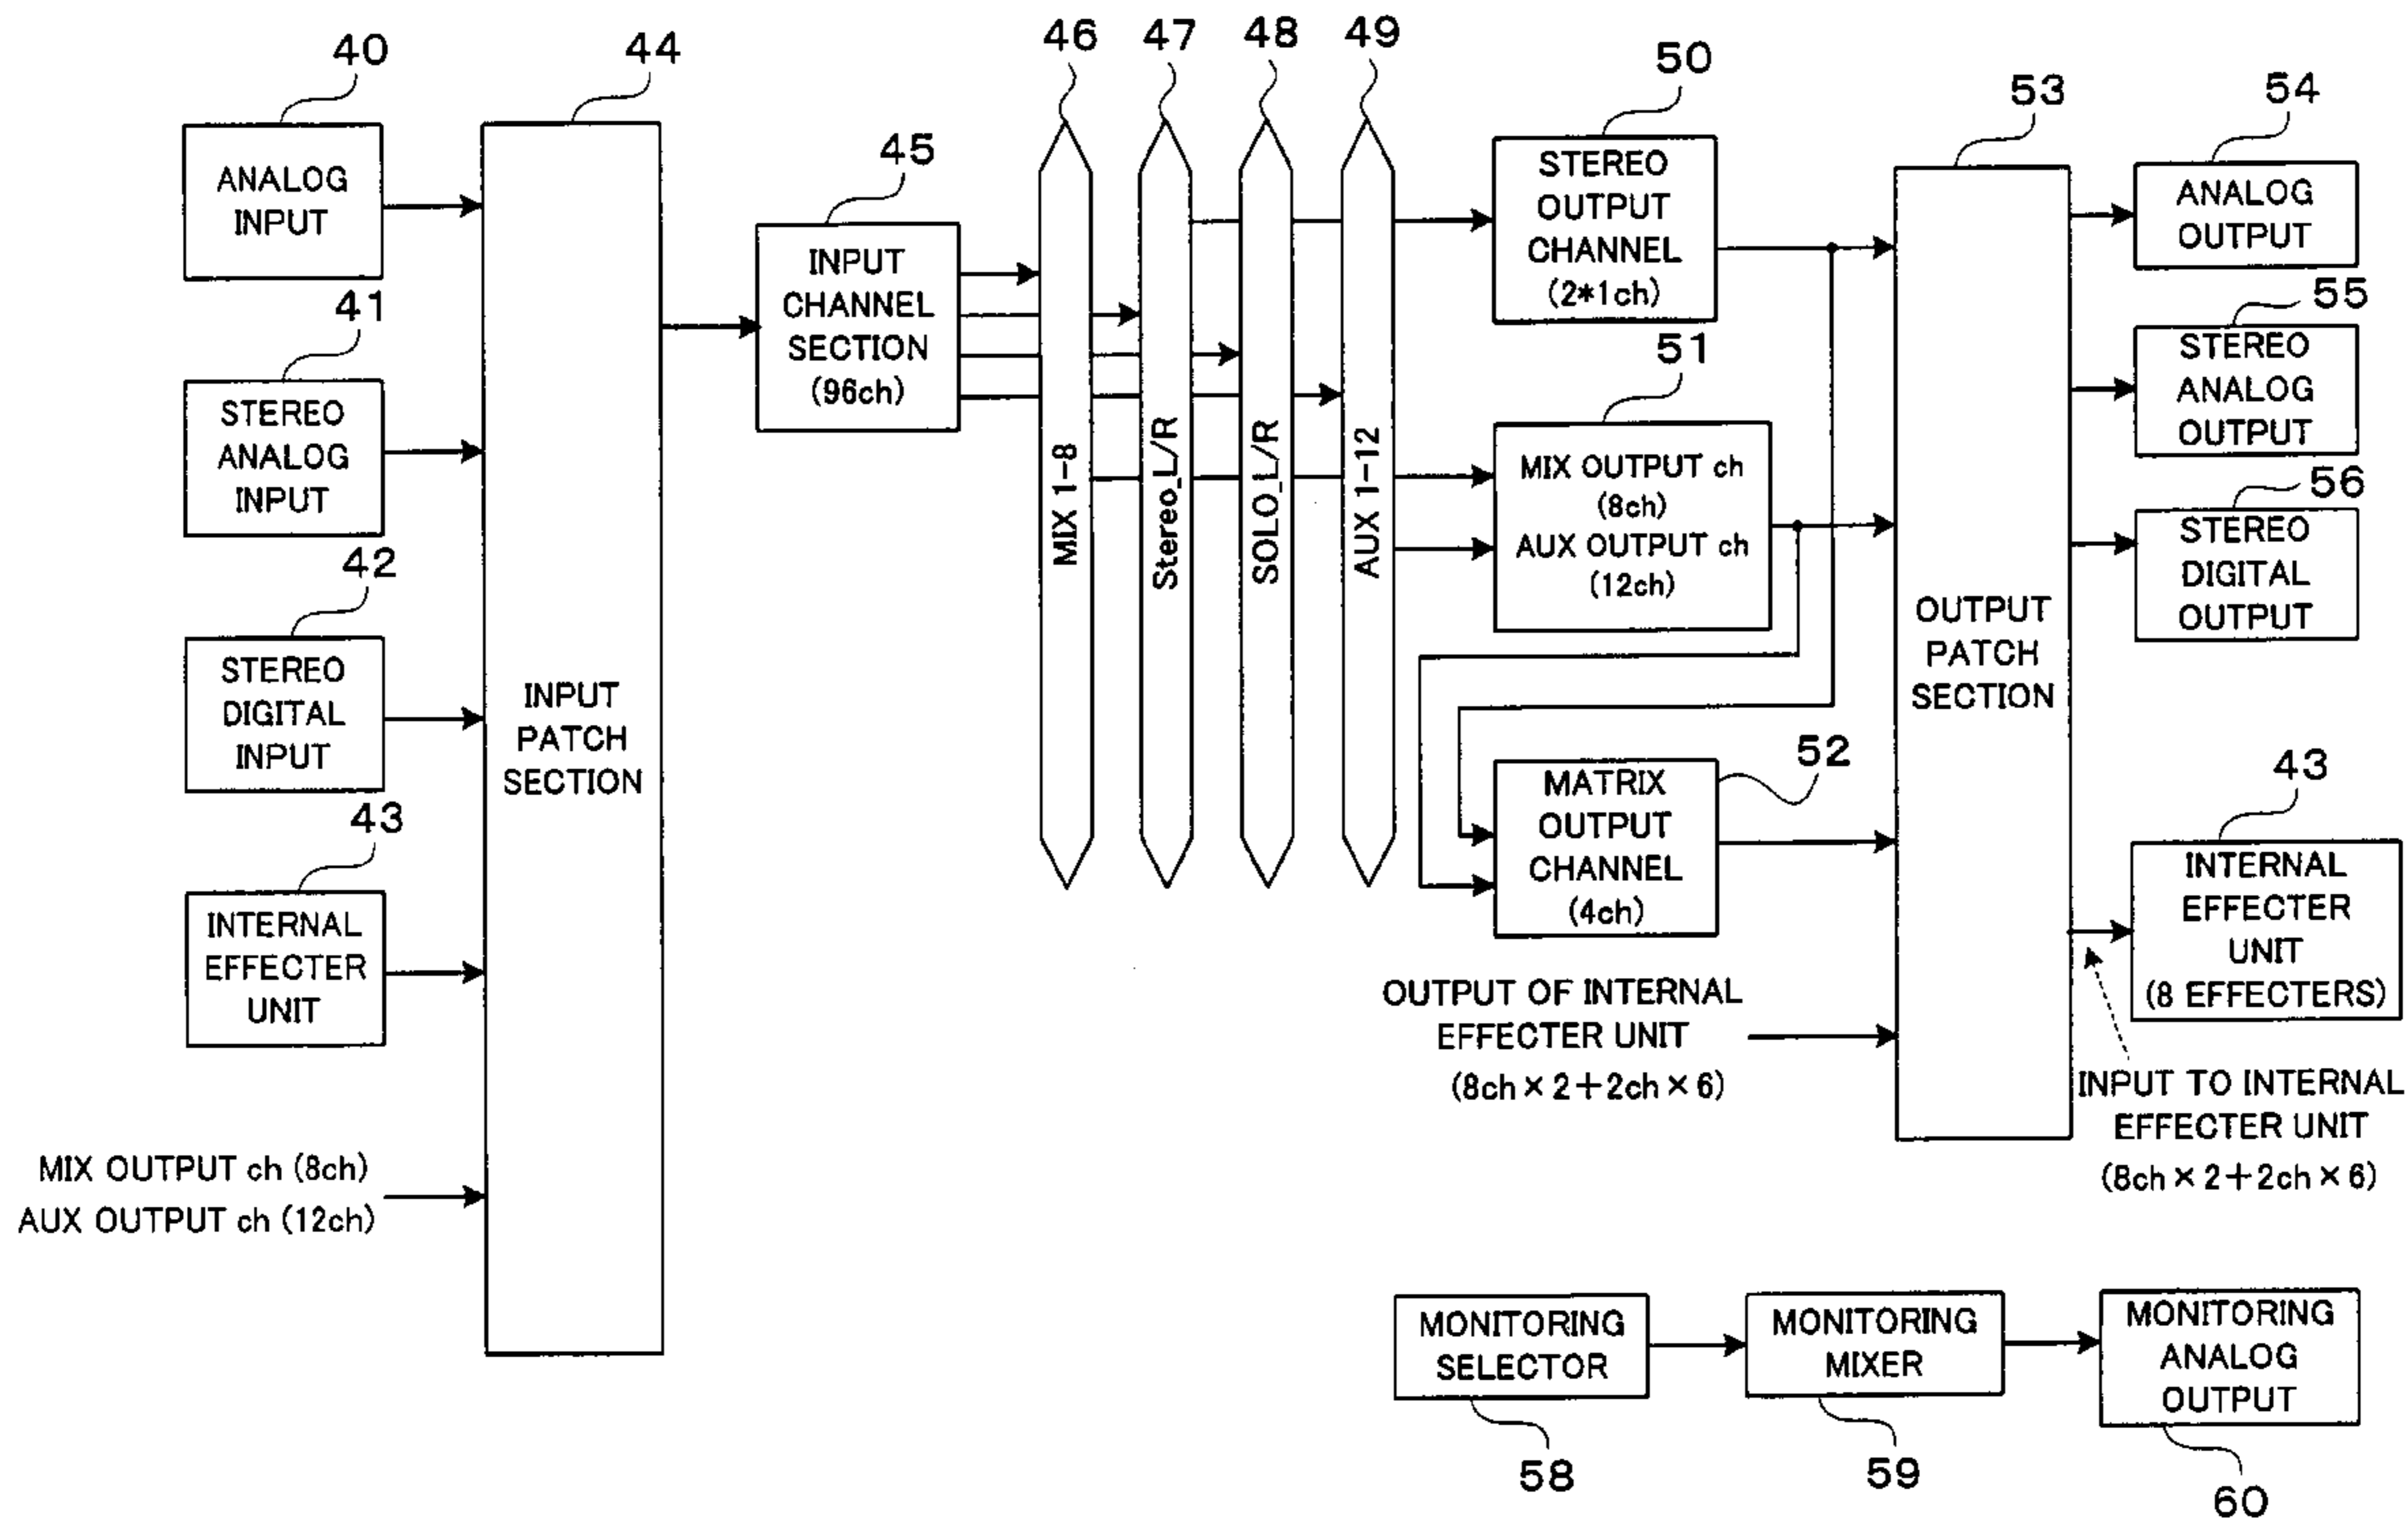 40
ANALOG
INPUT
41
STEREO
ANALOG
INPUT
42
STEREO
DIGITAL
INPUT
43
INTERNAL
EFFECTER
UNIT
MIX OUTPUT ch (8ch)
AUX OUTPUT ch (12ch)
44
INPUT
PATCH
SECTION
45
INPUT
CHANNEL
SECTION
(96ch)
46
MIX 1-8
47
Stereo_L/R
48
SOLO_L/R
49
AUX 1-12
50
STEREO
OUTPUT
CHANNEL
(2*1ch)
51
MIX OUTPUT ch
(8ch)
AUX OUTPUT ch
(12ch)
52
MATRIX
OUTPUT
CHANNEL
(4ch)
OUTPUT OF INTERNAL
EFFECTER UNIT
(8ch×2+2ch×6)
53
OUTPUT
PATCH
SECTION
54
ANALOG
OUTPUT
55
STEREO
ANALOG
OUTPUT
56
STEREO
DIGITAL
OUTPUT
43
INTERNAL
EFFECTER
UNIT
(8 EFFECTERS)
INPUT TO INTERNAL
EFFECTER UNIT
(8ch×2+2ch×6)
MONITORING
SELECTOR
58
MONITORING
MIXER
59
MONITORING
ANALOG
OUTPUT
60